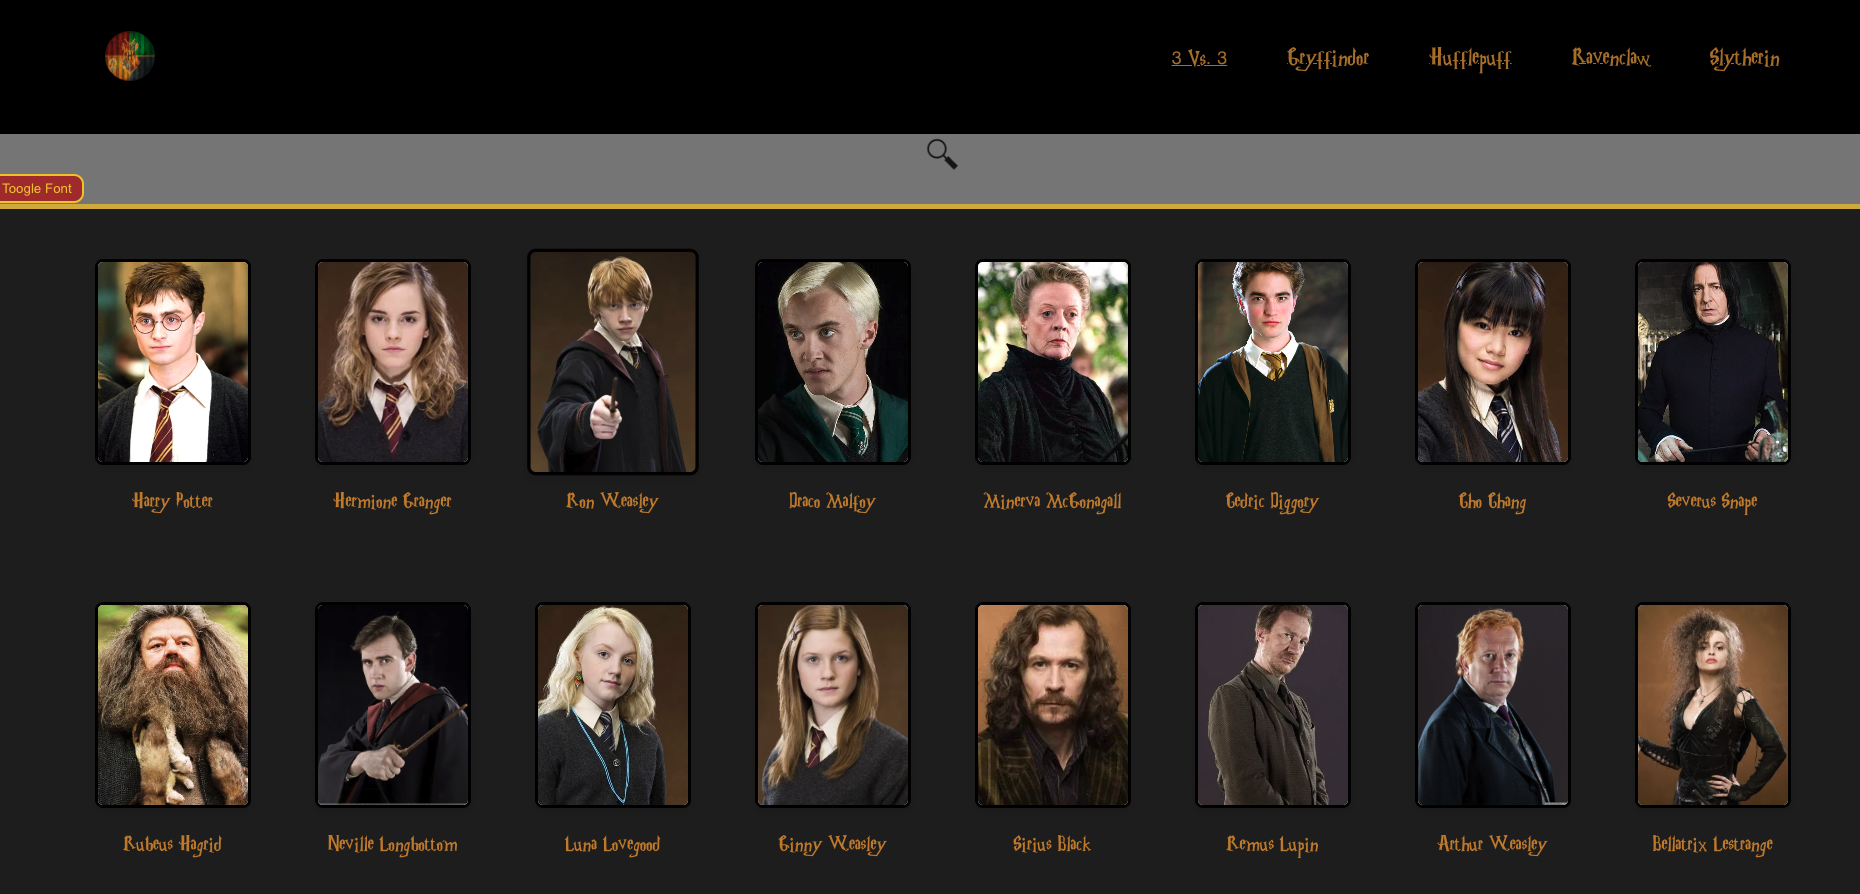 3 Vs. 3 Gryffindor Hufflepuff Ravenclaw Slytherin
Toogle Font
Harry Potter Hermione Granger Ron Weasley Draco Malfoy Minerva McGonagall Cedric Diggory Cho Chang Severus Snape
Rubeus Hagrid Neville Longbottom Luna Lovegood Ginny Weasley Sirius Black Remus Lupin Arthur Weasley Bellatrix Lestrange